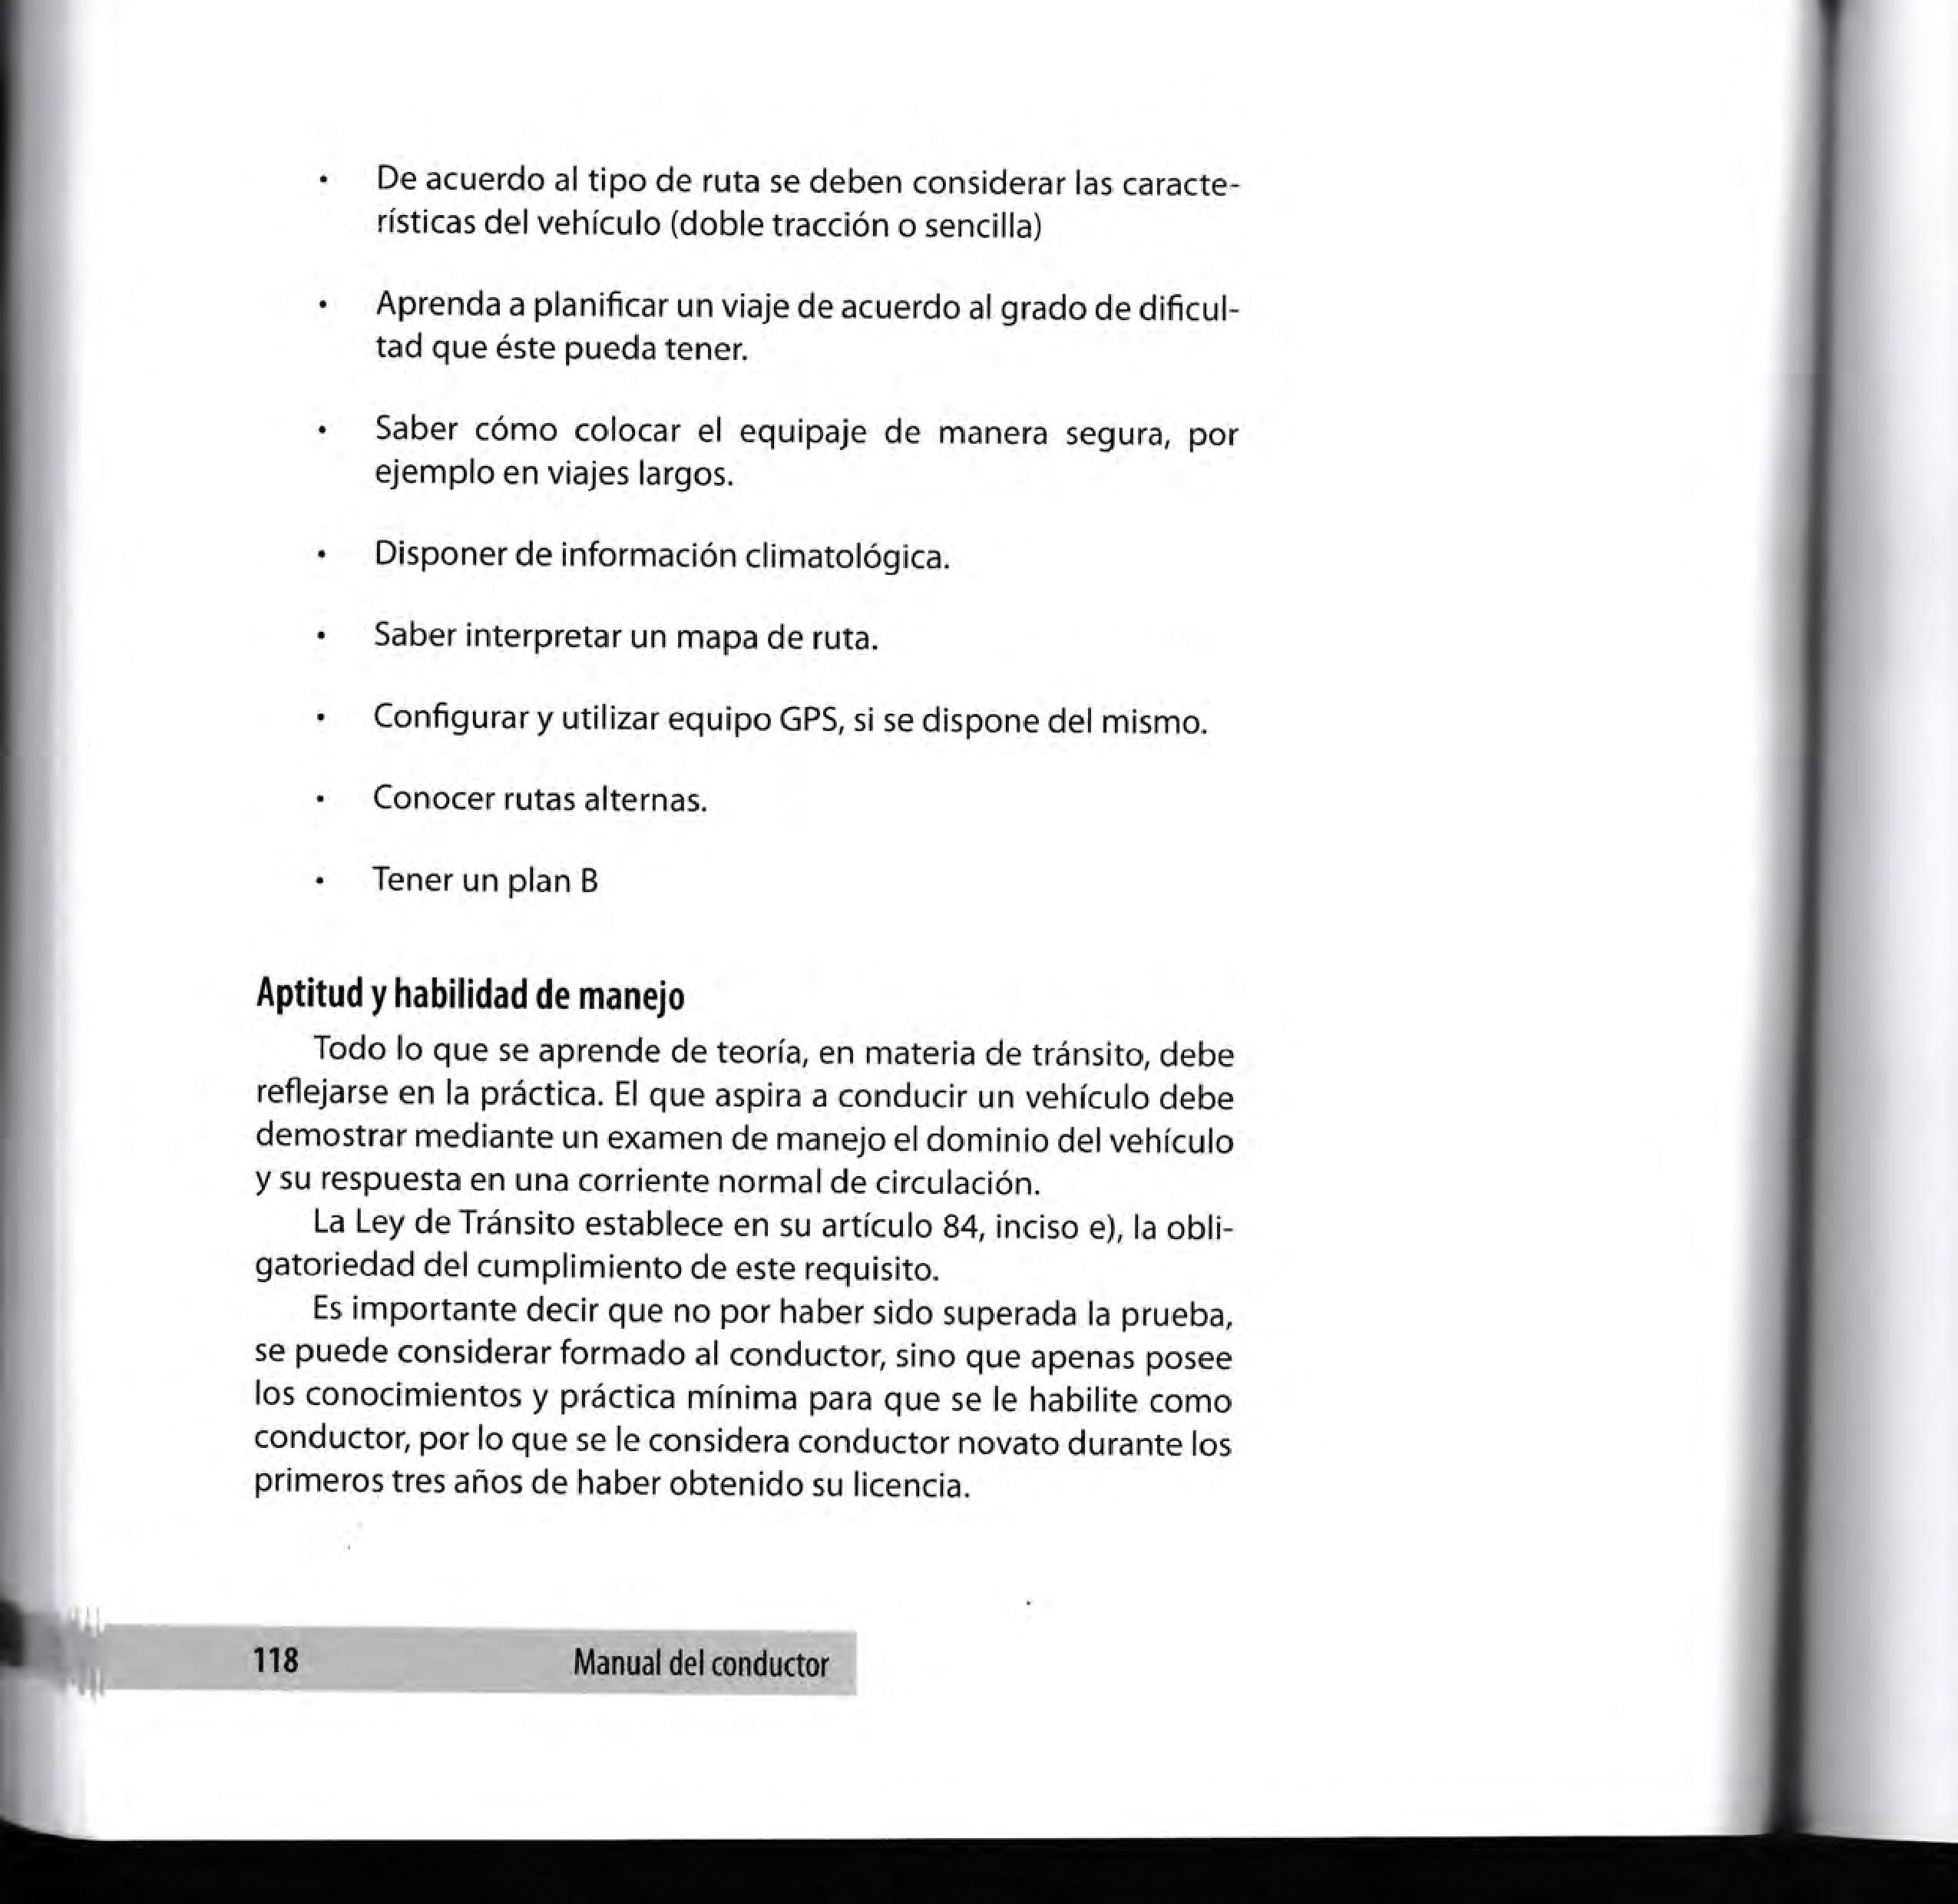 • De acuerdo al tipo de ruta se deben considerar las caracte-
rísticas del vehículo (doble tracción o sencilla)
• Aprenda a planificar un viaje de acuerdo al grado de dificul-
tad que éste pueda tener.
• Saber cómo colocar el equipaje de manera segura, por
ejemplo en viajes largos.
• Disponer de información climatológica.
• Saber interpretar un mapa de ruta.
• Configurar y utilizar equipo GPS, si se dispone del mismo.
• Conocer rutas alternas.
• Tener un plan B
Aptitud y habilidad de manejo
Todo lo que se aprende de teoría, en materia de tránsito, debe
reflejarse en la práctica. El que aspira a conducir un vehículo debe
demostrar mediante un examen de manejo el dominio del vehículo
y su respuesta en una corriente normal de circulación.
La Ley de Tránsito establece en su artículo 84, inciso e), la obli-
gatoriedad del cumplimiento de este requisito.
Es importante decir que no por haber sido superada la prueba,
se puede considerar formado al conductor, sino que apenas posee
los conocimientos y práctica mínima para que se le habilite como
conductor, por lo que se le considera conductor novato durante los
primeros tres años de haber obtenido su licencia.
118 Manual del conductor